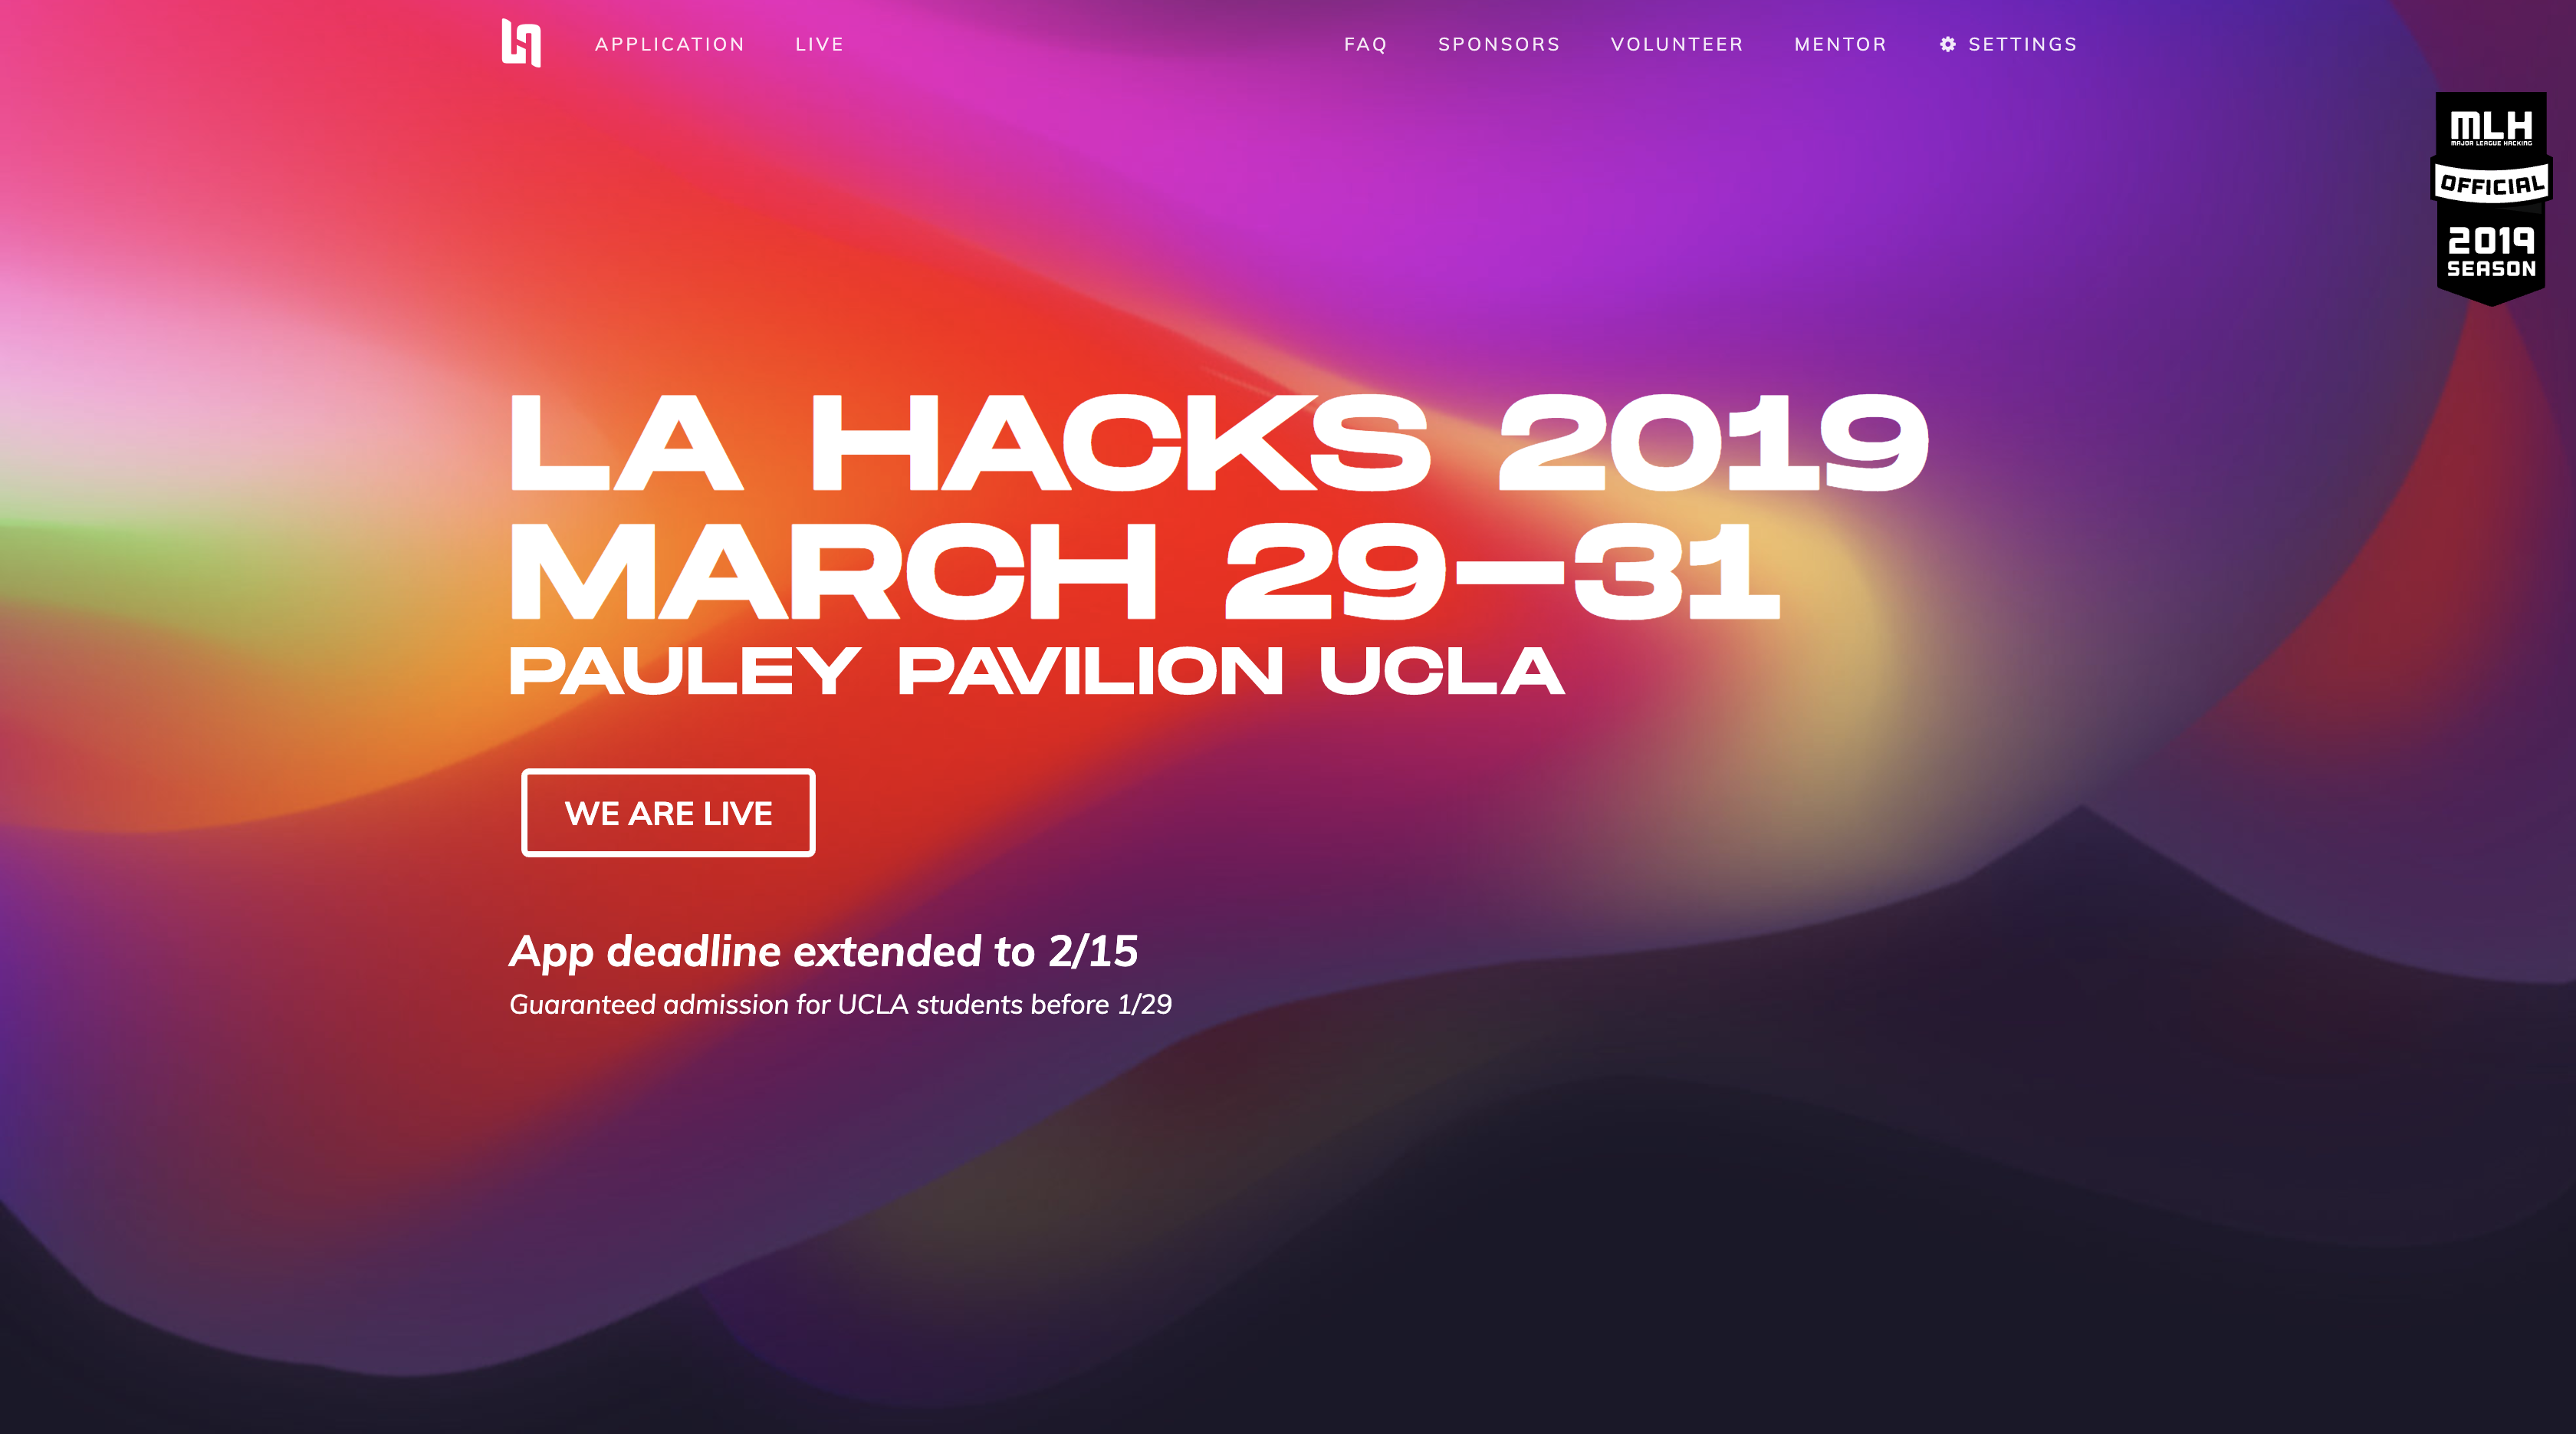 APPLICATION LIVE FAQ SPONSORS VOLUNTEER MENTOR SETTINGS
MLH
MAJOR LEAGUE HACKING
OFFICIAL
2019
SEASON
LA HACKS 2019
MARCH 29—31
PAULEY PAVILION UCLA
WE ARE LIVE
App deadline extended to 2/15
Guaranteed admission for UCLA students before 1/29